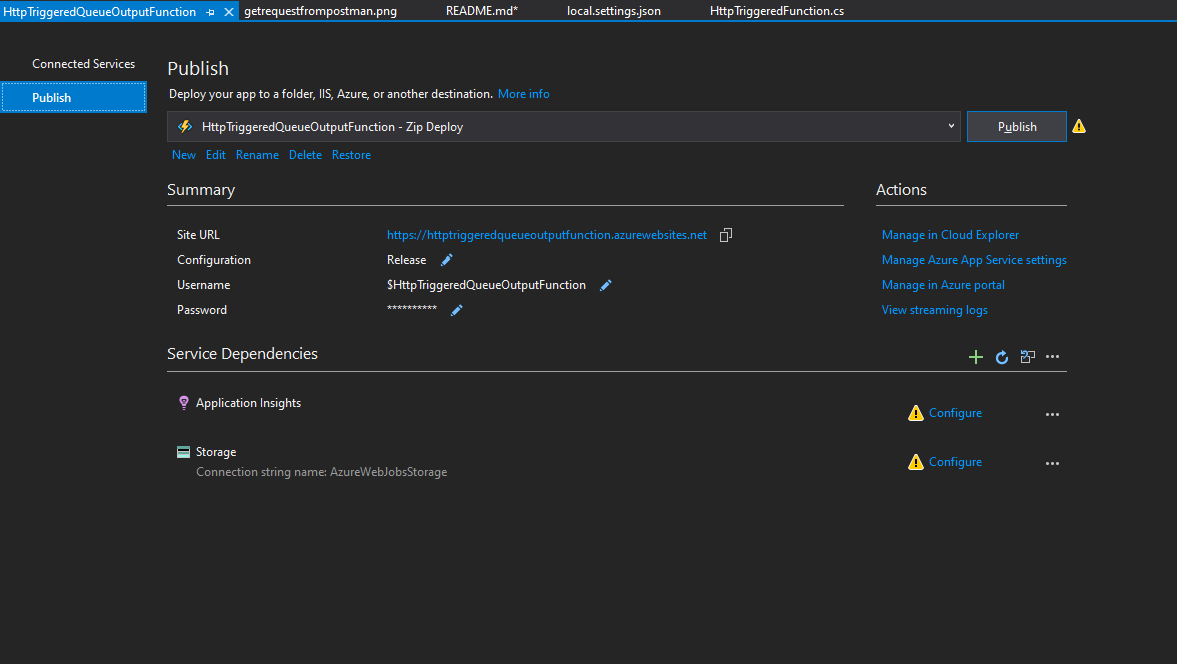 HttpTriggeredQueueOutputFunction
getrequestfrompostman.png
README.md*
local.settings.json
HttpTriggeredFunction.cs
Connected Services
Publish
Publish
Deploy your app to a folder, IIS, Azure, or another destination. More info
HttpTriggeredQueueOutputFunction - Zip Deploy
Publish
New Edit Rename Delete Restore
Summary
Site URL https://httptriggeredqueueoutputfunction.azurewebsites.net
Configuration Release
Username $HttpTriggeredQueueOutputFunction
Password **********
Actions
Manage in Cloud Explorer
Manage Azure App Service settings
Manage in Azure portal
View streaming logs
Service Dependencies
Application Insights
Configure
Storage
Connection string name: AzureWebJobsStorage
Configure